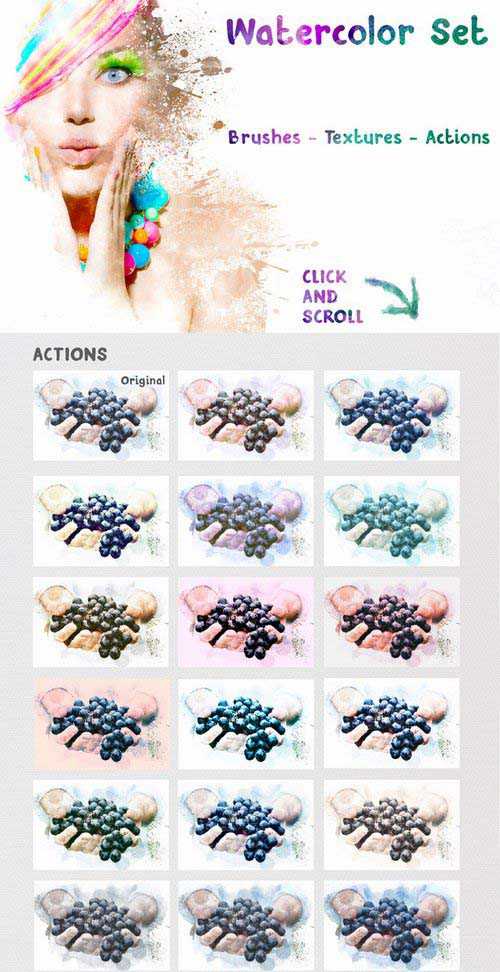 Watercolor Set
Brushes - Textures - Actions
CLICK
AND
SCROLL
ACTIONS
Original